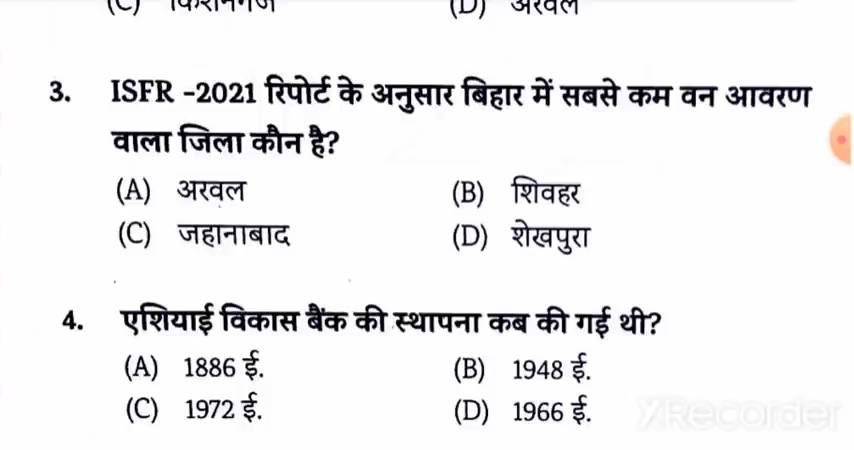 (C) किशनगंज (D) अरवल
3. ISFR -2021 रिपोर्ट के अनुसार बिहार में सबसे कम वन आवरण
वाला जिला कौन है?
(A) अरवल (B) शिवहर
(C) जहानाबाद (D) शेखपुरा
4. एशियाई विकास बैंक की स्थापना कब की गई थी?
(A) 1886 ई. (B) 1948 ई.
(C) 1972 ई. (D) 1966 ई.
XRecorder